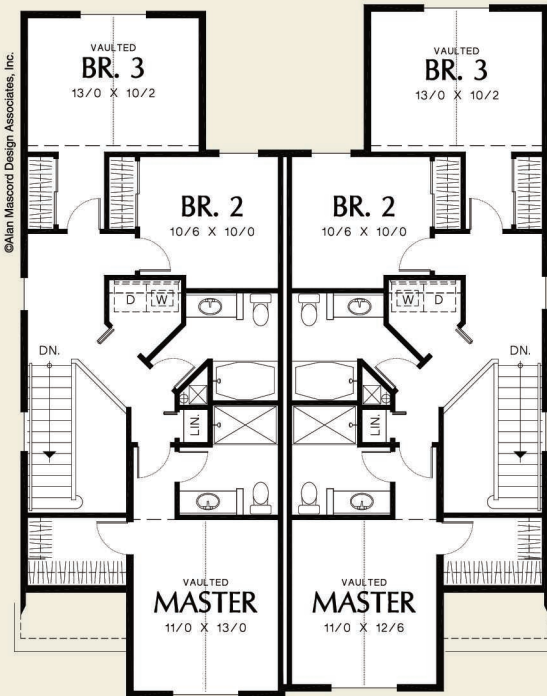 ©Alan Mascord Design Associates, Inc.
VAULTED
BR. 3
13/0 X 10/2
VAULTED
BR. 3
13/0 X 10/2
BR. 2
10/6 X 10/0
BR. 2
10/6 X 10/0
D
W
W
D
DN.
DN.
LIN.
LIN.
VAULTED
MASTER
11/0 X 13/0
VAULTED
MASTER
11/0 X 12/6